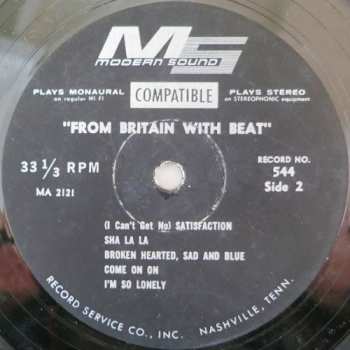 MS
MODERN SOUND
PLAYS MONAURAL
on regular HI FI
COMPATIBLE
PLAYS STEREO
on STEREOPHONIC equipment
"FROM BRITAIN WITH BEAT"
33 1/3 RPM
MA 2121
RECORD NO.
544
Side 2
(I Can't Get No) SATISFACTION
SHA LA LA
BROKEN HEARTED, SAD AND BLUE
COME ON ON
I'M SO LONELY
RECORD SERVICE CO., INC. NASHVILLE, TENN.